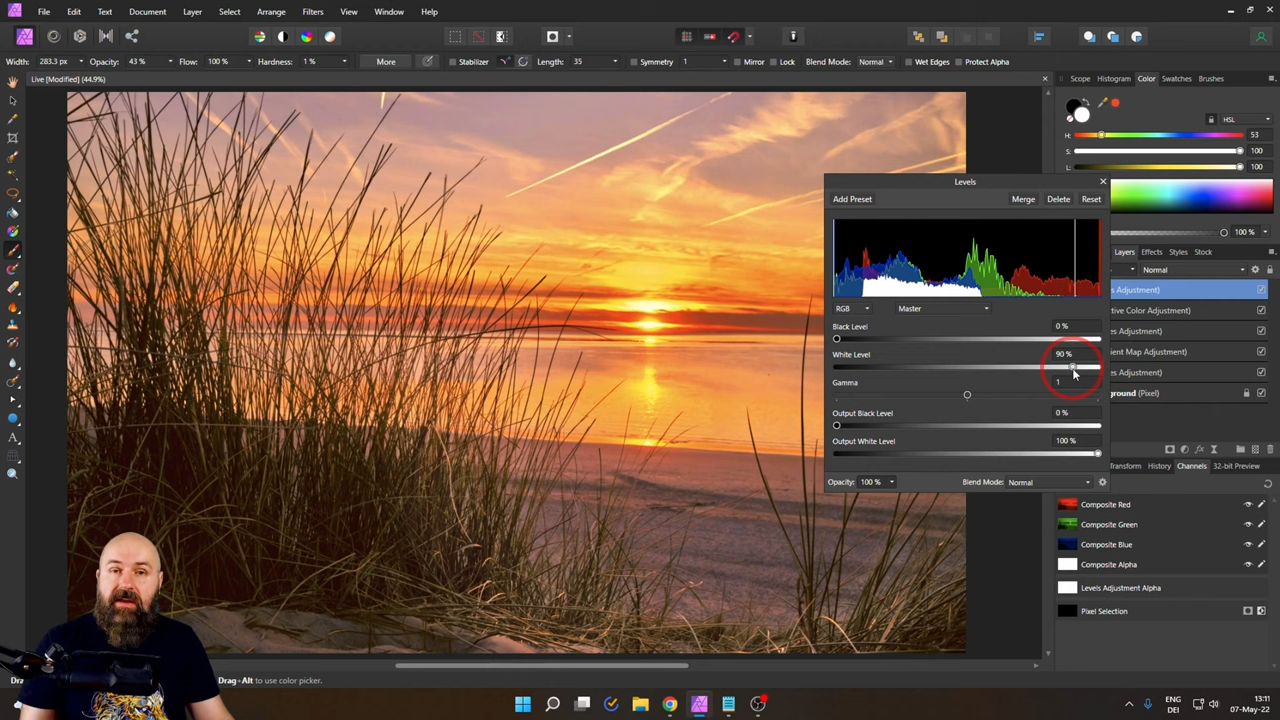 File Edit Text Document Layer Select Arrange Filters View Window Help
Width: 283.3 px Opacity: 43 % Flow: 100 % Hardness: 1 % More Stabilizer Length: 35 Symmetry 1 Mirror Lock Blend Mode: Normal Wet Edges Protect Alpha
Live [Modified] (44.9%)
Scope Histogram Color Swatches Brushes
HSL
H: 53
S: 100
L: 100
100 %
Levels
Add Preset Merge Delete Reset
RGB Master
Black Level 0 %
White Level 90 %
Gamma 1
Output Black Level 0 %
Output White Level 100 %
Opacity: 100 % Blend Mode: Normal
Layers Effects Styles Stock
Normal
s Adjustment)
ctive Color Adjustment)
es Adjustment)
ient Map Adjustment)
es Adjustment)
ground (Pixel)
ransform History Channels 32-bit Preview
Composite Red
Composite Green
Composite Blue
Composite Alpha
Levels Adjustment Alpha
Pixel Selection
Drag+Alt to use color picker.
ENG
DEI
13:11
07-May-22